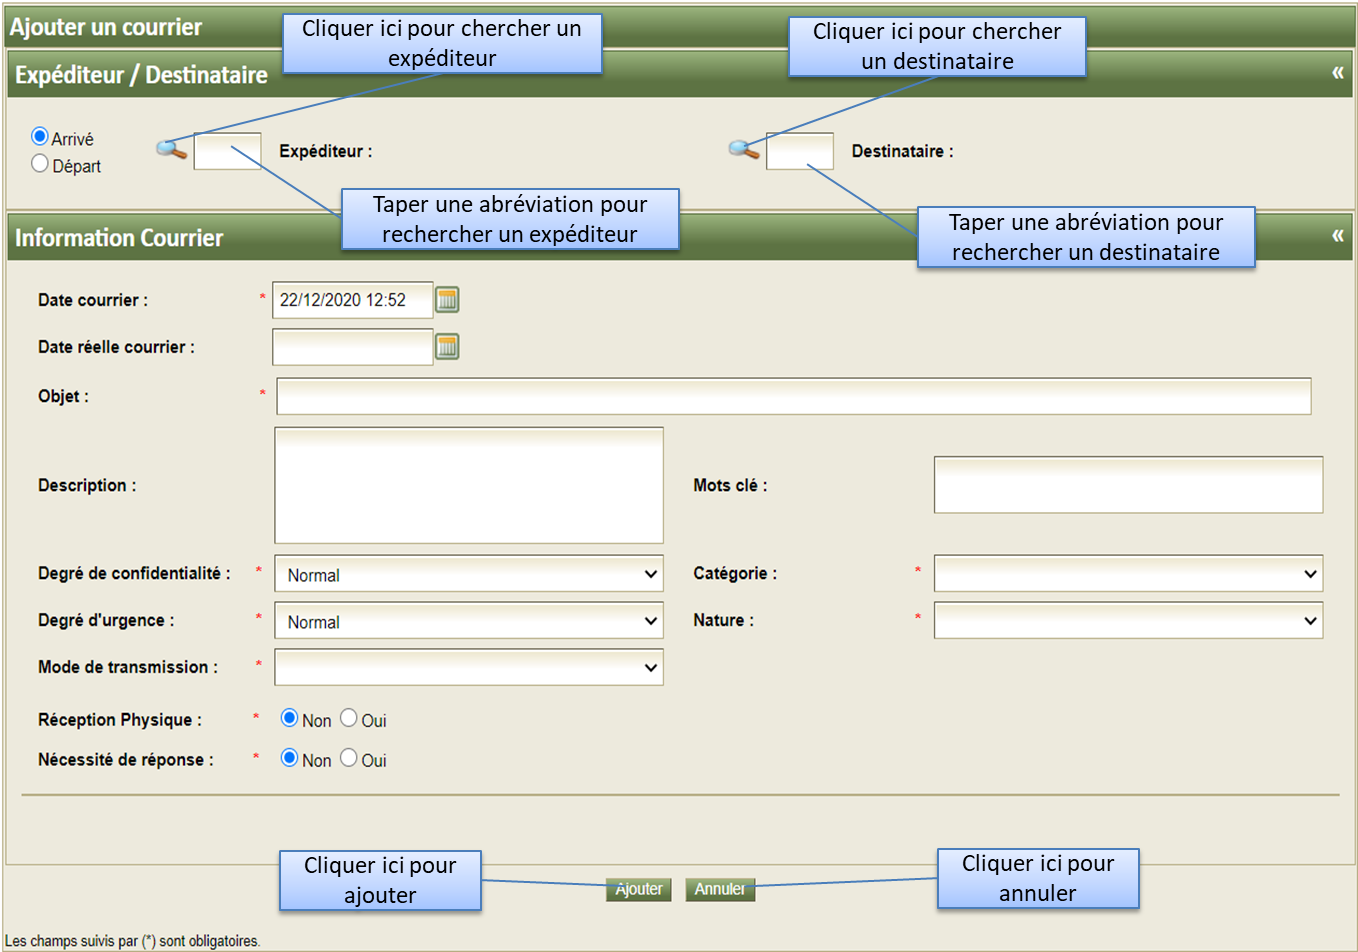 Ajouter un courrier
Cliquer ici pour chercher un
expéditeur
Cliquer ici pour chercher
un destinataire
Expéditeur / Destinataire «
Arrivé
Départ
Expéditeur :
Destinataire :
Taper une abréviation pour
rechercher un expéditeur
Taper une abréviation pour
rechercher un destinataire
Information Courrier «
Date courrier : * 22/12/2020 12:52
Date réelle courrier :
Objet : *
Description :
Mots clé :
Degré de confidentialité : * Normal
Catégorie : *
Degré d'urgence : * Normal
Nature : *
Mode de transmission : *
Réception Physique : * Non Oui
Nécessité de réponse : * Non Oui
Cliquer ici pour
ajouter
Ajouter
Annuler
Cliquer ici pour
annuler
Les champs suivis par (*) sont obligatoires.